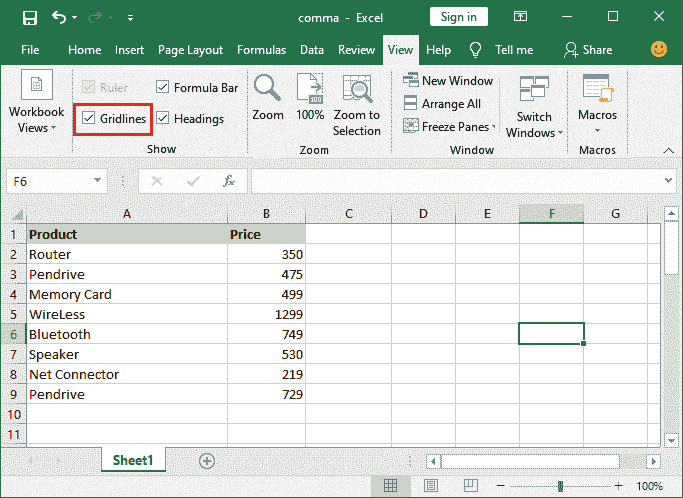 comma - Excel
Sign in
File Home Insert Page Layout Formulas Data Review View Help Tell me Share
Workbook Views
Ruler
Formula Bar
Gridlines
Headings
Show
Zoom
100
100%
Zoom to Selection
Zoom
New Window
Arrange All
Freeze Panes
Switch Windows
Window
Macros
Macros
F6
fx
A B C D E F G
1 Product Price
2 Router 350
3 Pendrive 475
4 Memory Card 499
5 WireLess 1299
6 Bluetooth 749
7 Speaker 530
8 Net Connector 219
9 Pendrive 729
10
11
Sheet1
100%